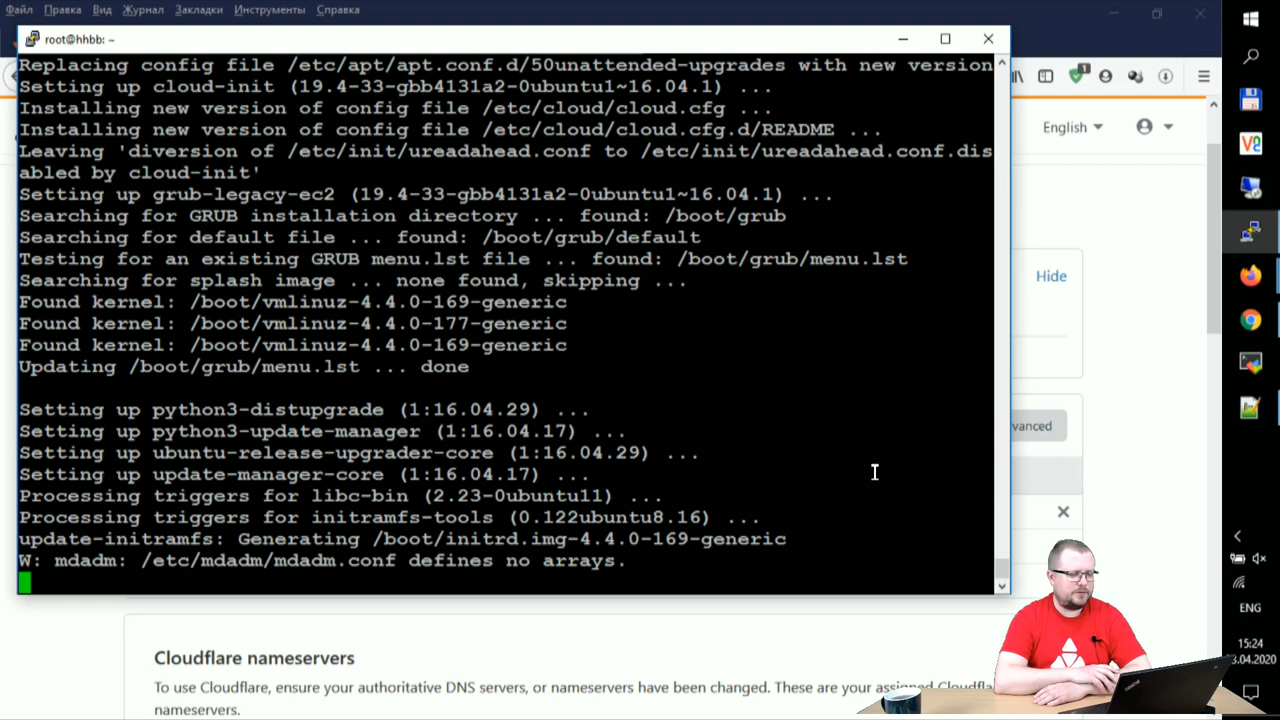 Файл Правка Вид Журнал Закладки Инструменты Справка
root@hhbb: ~
Replacing config file /etc/apt/apt.conf.d/50unattended-upgrades with new version
Setting up cloud-init (19.4-33-gbb4131a2-0ubuntu1~16.04.1) ...
Installing new version of config file /etc/cloud/cloud.cfg ...
Installing new version of config file /etc/cloud/cloud.cfg.d/README ...
Leaving 'diversion of /etc/init/ureadahead.conf to /etc/init/ureadahead.conf.dis
abled by cloud-init'
Setting up grub-legacy-ec2 (19.4-33-gbb4131a2-0ubuntu1~16.04.1) ...
Searching for GRUB installation directory ... found: /boot/grub
Searching for default file ... found: /boot/grub/default
Testing for an existing GRUB menu.lst file ... found: /boot/grub/menu.lst
Searching for splash image ... none found, skipping ...
Found kernel: /boot/vmlinuz-4.4.0-169-generic
Found kernel: /boot/vmlinuz-4.4.0-177-generic
Found kernel: /boot/vmlinuz-4.4.0-169-generic
Updating /boot/grub/menu.lst ... done
Setting up python3-distupgrade (1:16.04.29) ...
Setting up python3-update-manager (1:16.04.17) ...
Setting up ubuntu-release-upgrader-core (1:16.04.29) ...
Setting up update-manager-core (1:16.04.17) ...
Processing triggers for libc-bin (2.23-0ubuntu11) ...
Processing triggers for initramfs-tools (0.122ubuntu8.16) ...
update-initramfs: Generating /boot/initrd.img-4.4.0-169-generic
W: mdadm: /etc/mdadm/mdadm.conf defines no arrays.
English
Hide
vanced
Cloudflare nameservers
To use Cloudflare, ensure your authoritative DNS servers, or nameservers have been changed. These are your assigned Cloudfla
nameservers.
ENG
15:24
3.04.2020